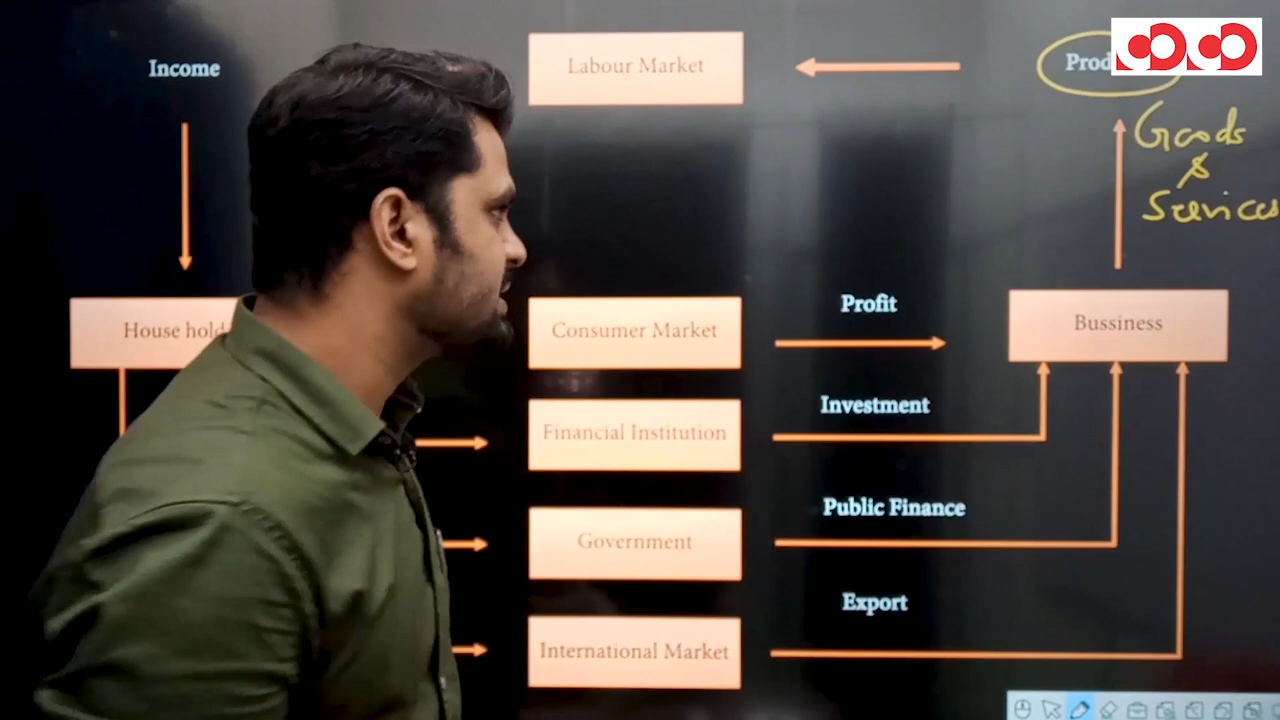 Income
Labour Market
Goods
&
Services
House hold
Consumer Market
Profit
Bussiness
Financial Institution
Investment
Government
Public Finance
International Market
Export